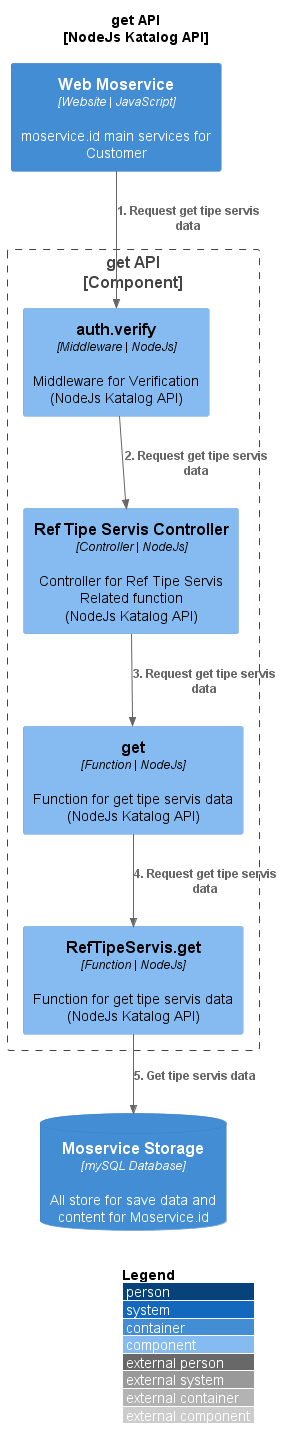 get API
[NodeJs Katalog API]
Web Moservice
[Website | JavaScript]
moservice.id main services for
Customer
1. Request get tipe servis
data
get API
[Component]
auth.verify
[Middleware | NodeJs]
Middleware for Verification
(NodeJs Katalog API)
2. Request get tipe servis
data
Ref Tipe Servis Controller
[Controller | NodeJs]
Controller for Ref Tipe Servis
Related function
(NodeJs Katalog API)
3. Request get tipe servis
data
get
[Function | NodeJs]
Function for get tipe servis data
(NodeJs Katalog API)
4. Request get tipe servis
data
RefTipeServis.get
[Function | NodeJs]
Function for get tipe servis data
(NodeJs Katalog API)
5. Get tipe servis data
Moservice Storage
[mySQL Database]
All store for save data and
content for Moservice.id
Legend
person
system
container
component
external person
external system
external container
external component